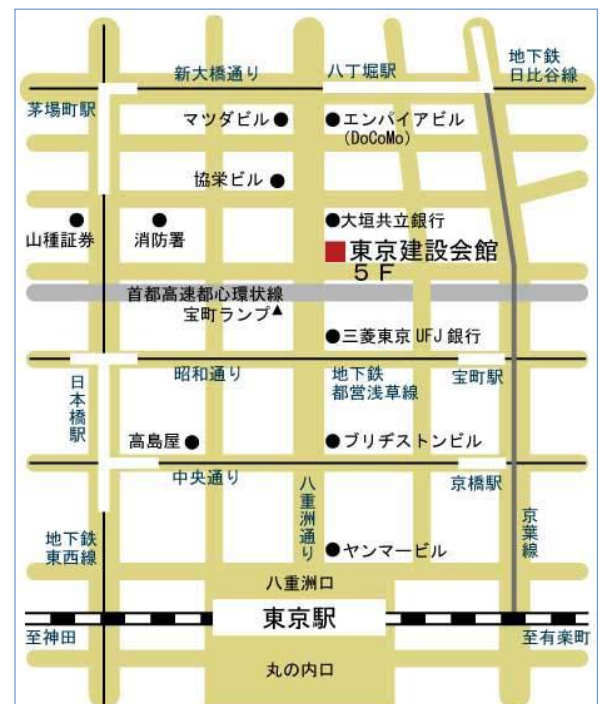 新大橋通り
八丁堀駅
地下鉄
日比谷線
茅場町駅
マツダビル
エンパイアビル
(DoCoMo)
協栄ビル
山種証券
消防署
大垣共立銀行
東京建設会館
5F
首都高速都心環状線
宝町ランプ
三菱東京UFJ銀行
日本橋駅
昭和通り
地下鉄
都営浅草線
宝町駅
高島屋
ブリヂストンビル
中央通り
八重洲通り
京橋駅
地下鉄
東西線
京葉線
ヤンマービル
八重洲口
東京駅
至神田
至有楽町
丸の内口